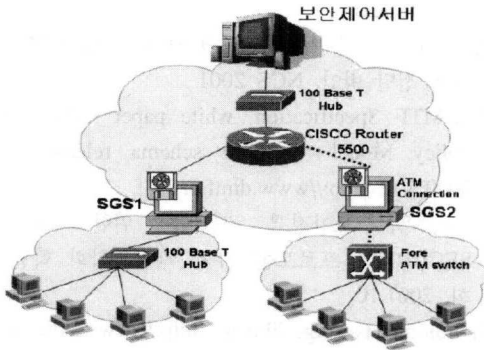 보안제어서버
100 Base T
Hub
CISCO Router
5500
ATM
Connection
SGS1
SGS2
100 Base T
Hub
Fore
ATM switch